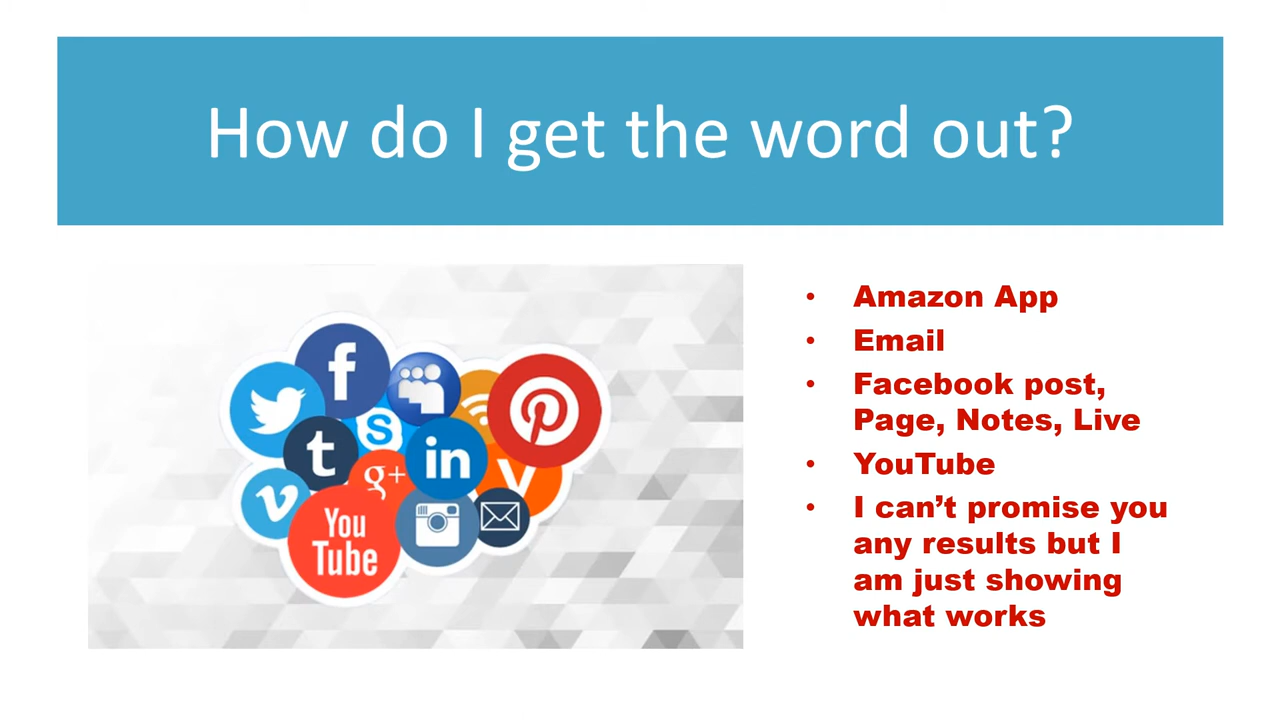 How do I get the word out?
f
t
S
g+
in
v
V
You
Tube
• Amazon App
• Email
• Facebook post,
Page, Notes, Live
• YouTube
• I can’t promise you
any results but I
am just showing
what works